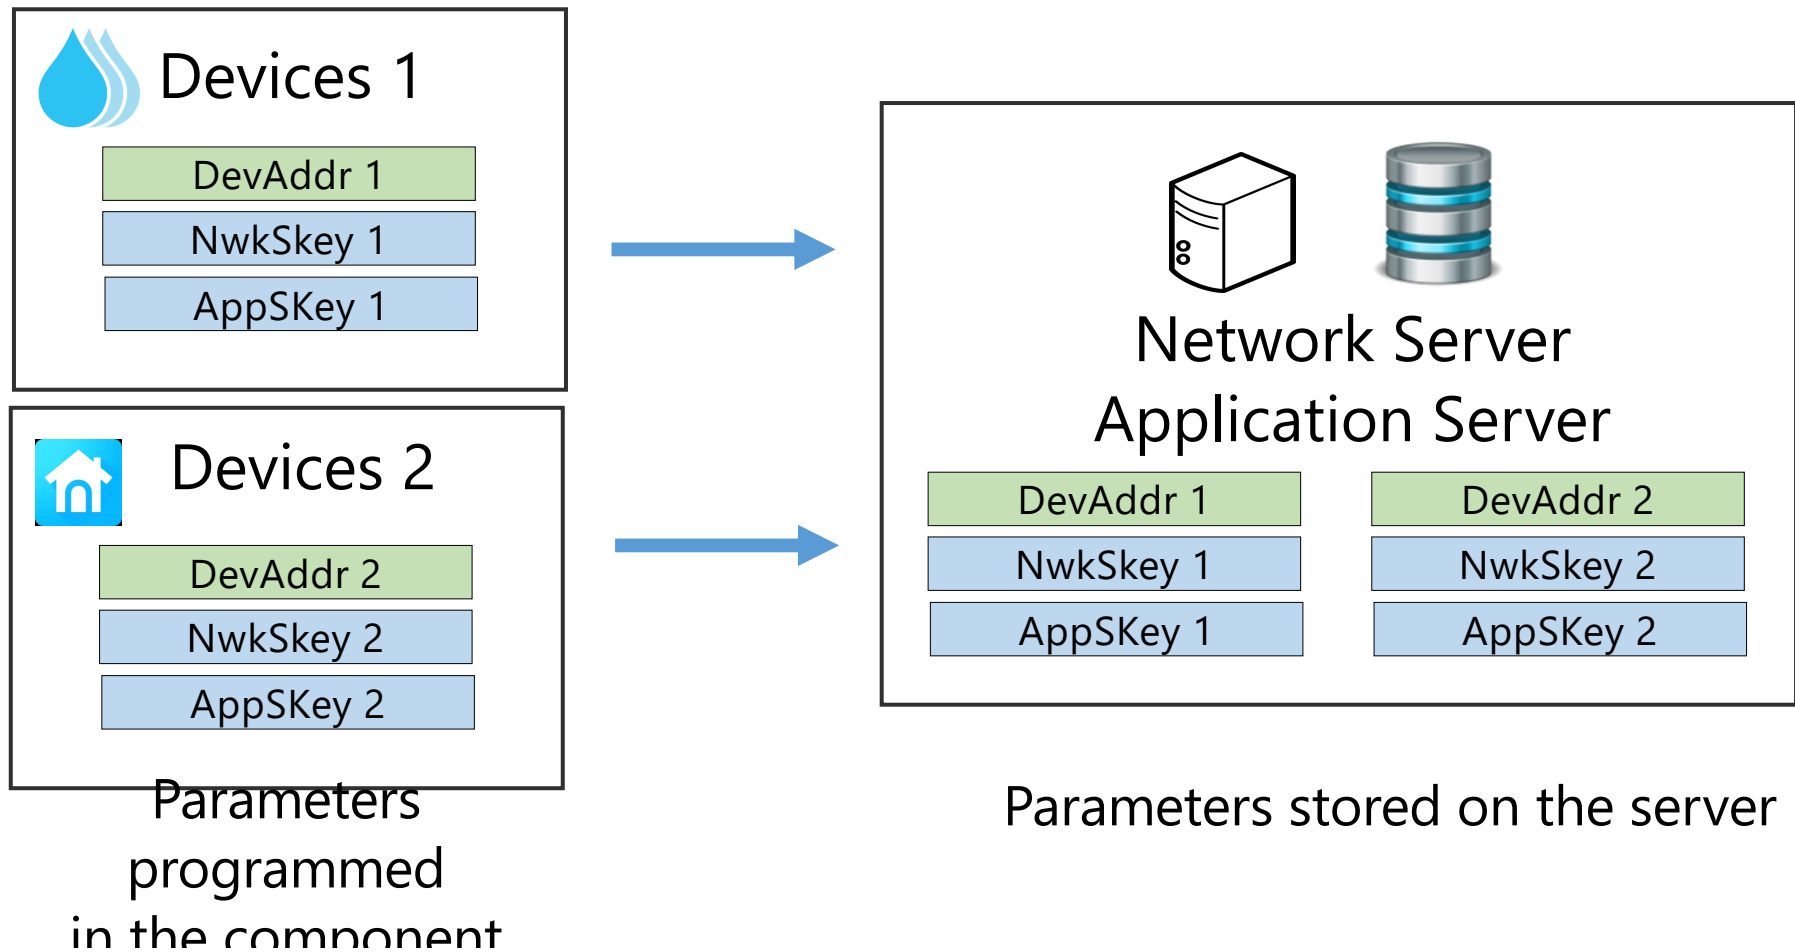 Devices 1
DevAddr 1
NwkSkey 1
AppSKey 1
Devices 2
DevAddr 2
NwkSkey 2
AppSKey 2
Parameters
programmed
in the component
Network Server
Application Server
DevAddr 1
NwkSkey 1
AppSKey 1
DevAddr 2
NwkSkey 2
AppSKey 2
Parameters stored on the server